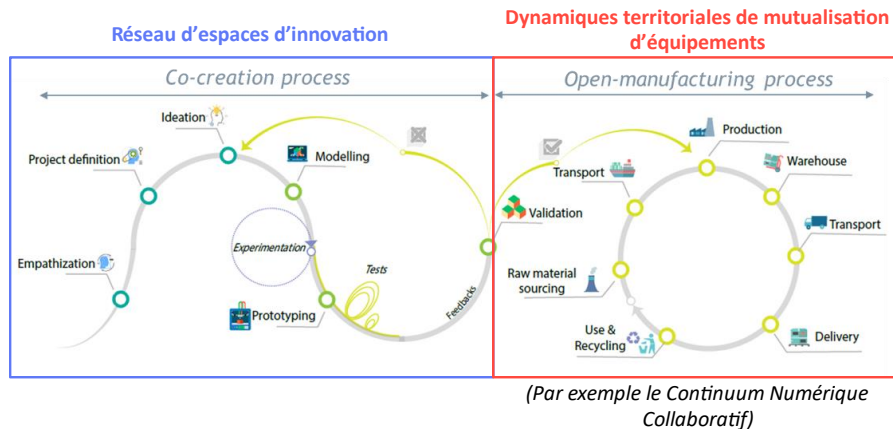 Réseau d'espaces d'innovation
Dynamiques territoriales de mutualisation
d'équipements
Co-creation process
Open-manufacturing process
Ideation
Project definition
Modelling
Empathization
Experimentation
Tests
Prototyping
Feedbacks
Validation
Production
Transport
Warehouse
Transport
Raw material
sourcing
Use &
Recycling
Delivery
(Par exemple le Continuum Numérique
Collaboratif)